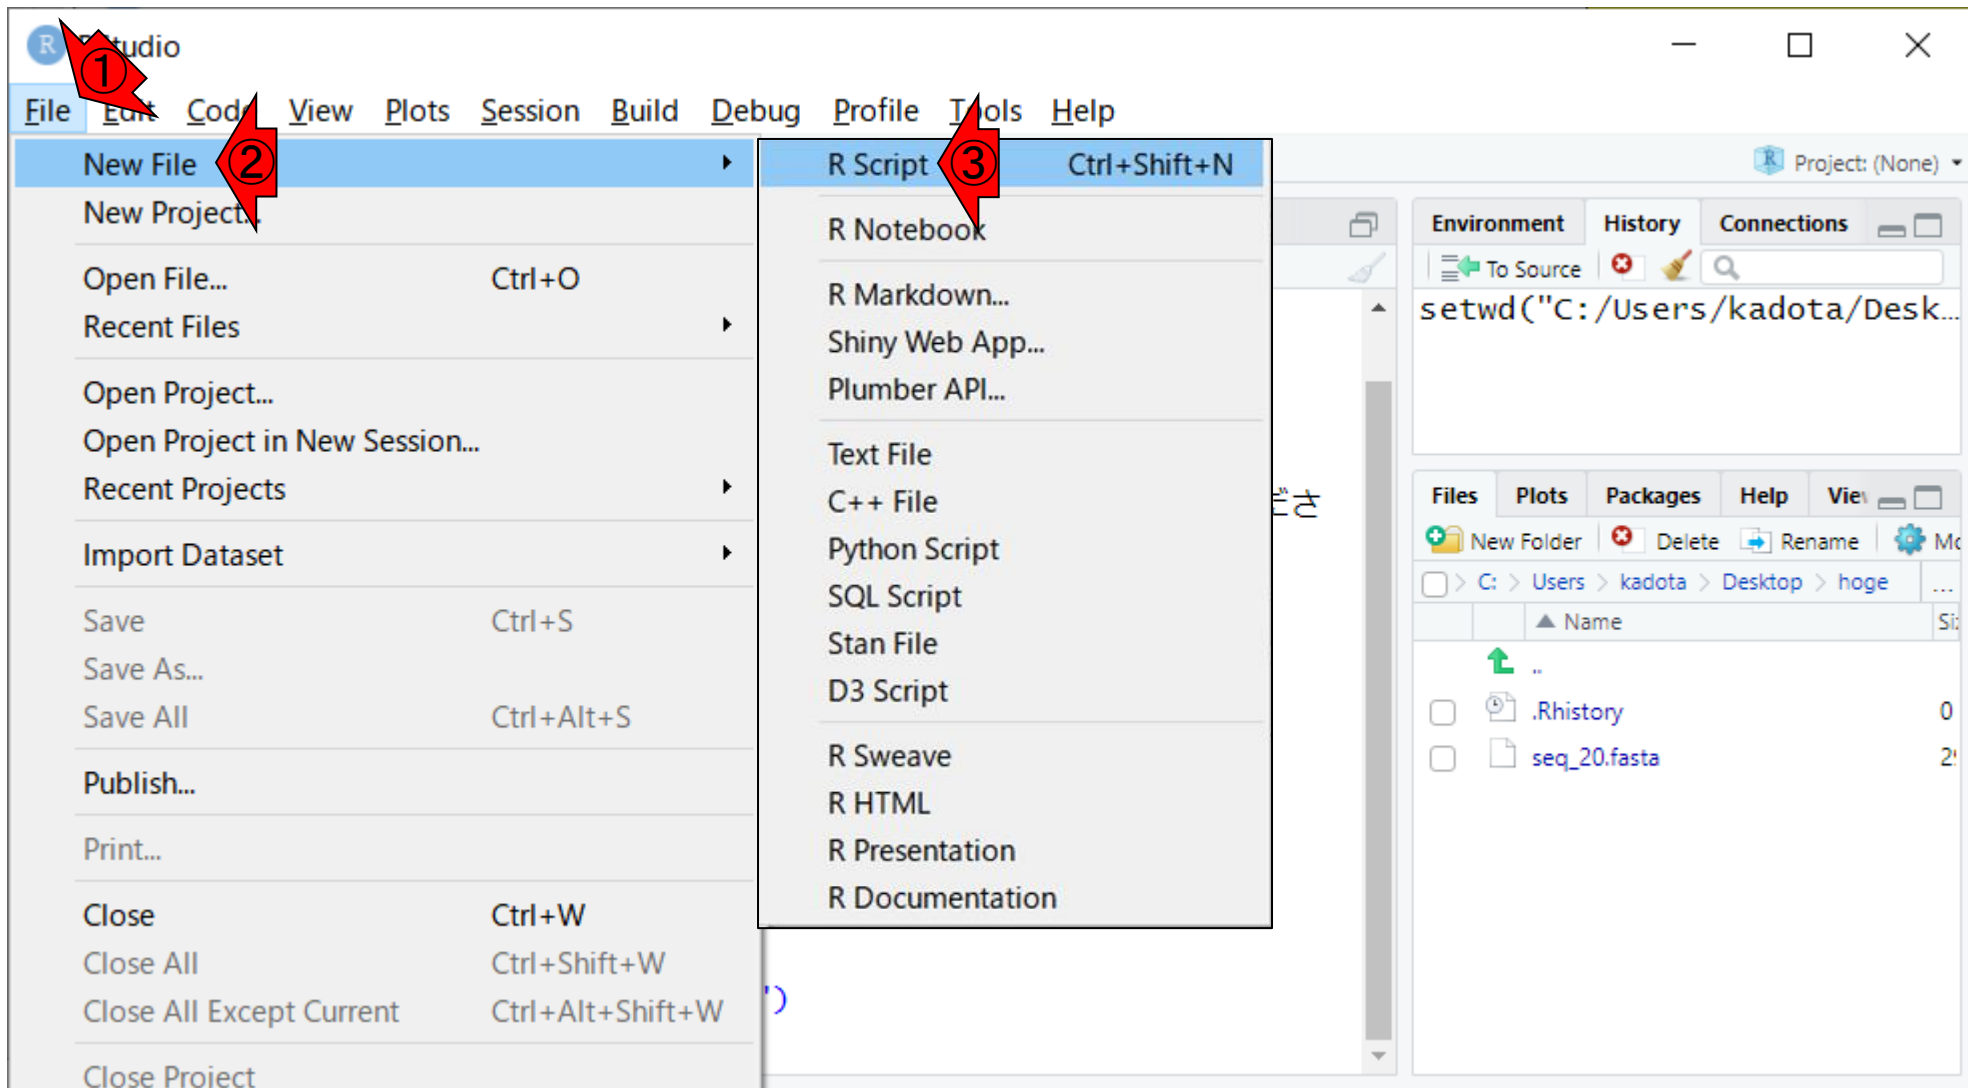 R RStudio
①
File Edit Code View Plots Session Build Debug Profile Tools Help
New File ②
New Project...
Open File... Ctrl+O
Recent Files
Open Project...
Open Project in New Session...
Recent Projects
Import Dataset
Save Ctrl+S
Save As...
Save All Ctrl+Alt+S
Publish...
Print...
Close Ctrl+W
Close All Ctrl+Shift+W
Close All Except Current Ctrl+Alt+Shift+W
Close Project
R Script ③ Ctrl+Shift+N
R Notebook
R Markdown...
Shiny Web App...
Plumber API...
Text File
C++ File
Python Script
SQL Script
Stan File
D3 Script
R Sweave
R HTML
R Presentation
R Documentation
ださ
")
R Project: (None)
Environment History Connections
To Source
setwd("C:/Users/kadota/Desk...
Files Plots Packages Help
New Folder Delete Rename
C: > Users > kadota > Desktop > hoge ...
Name
..
.Rhistory 0
seq_20.fasta